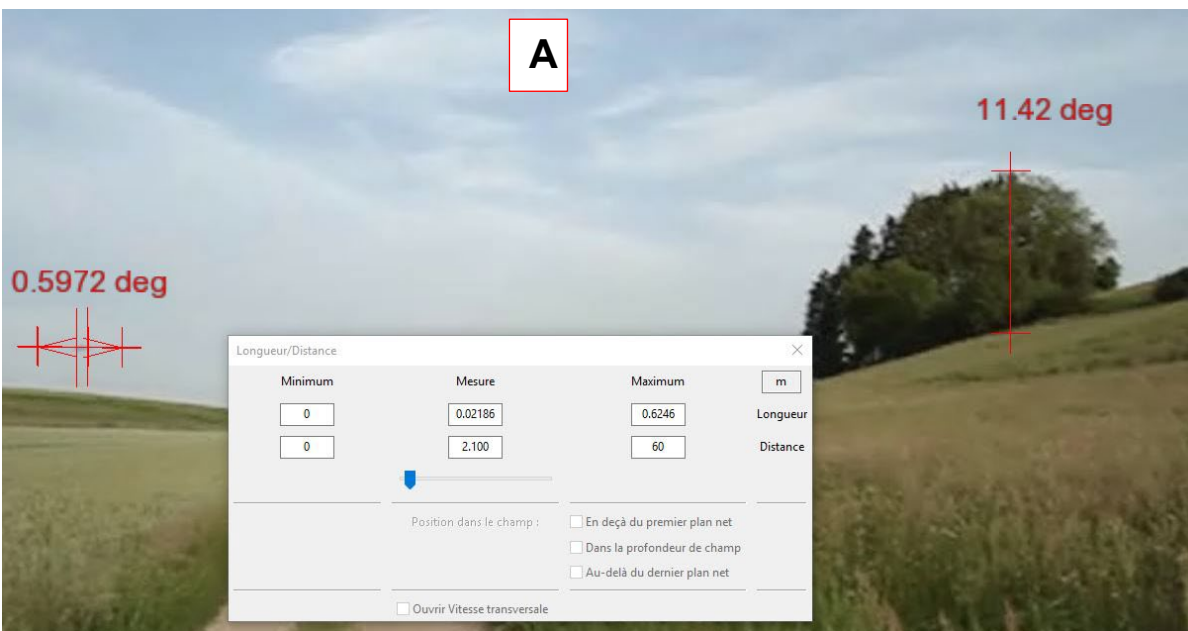 A
11.42 deg
0.5972 deg
Longueur/Distance
Minimum Mesure Maximum m
0 0.02186 0.6246 Longueur
0 2.100 60 Distance
Position dans le champ : En deçà du premier plan net
Dans la profondeur de champ
Au-delà du dernier plan net
Ouvrir Vitesse transversale